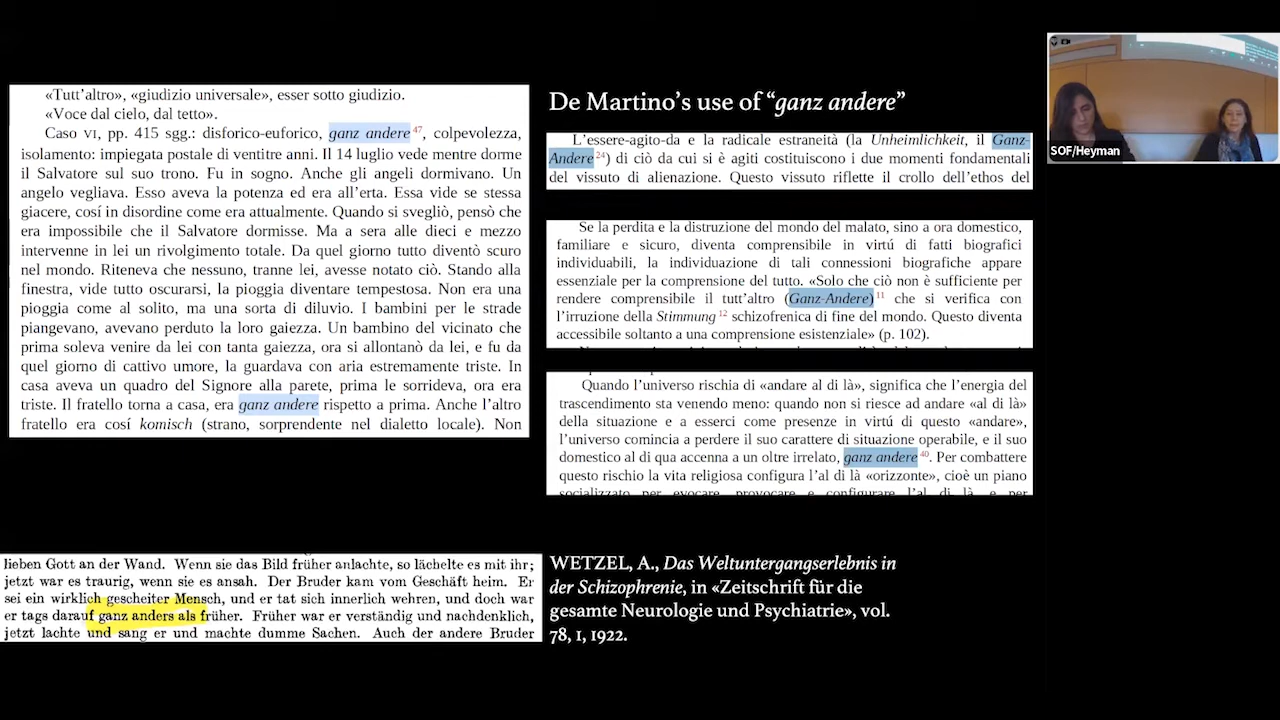 «Tutt’altro», «giudizio universale», esser sotto giudizio.
«Voce dal cielo, dal tetto».
Caso VI, pp. 415 sgg.: disforico-euforico, ganz andere 47, colpevolezza,
isolamento: impiegata postale di ventitre anni. Il 14 luglio vede mentre dorme
il Salvatore sul suo trono. Fu in sogno. Anche gli angeli dormivano. Un
angelo vegliava. Esso aveva la potenza ed era all’erta. Essa vide se stessa
giacere, cosí in disordine come era attualmente. Quando si svegliò, pensò che
era impossibile che il Salvatore dormisse. Ma a sera alle dieci e mezzo
intervenne in lei un rivolgimento totale. Da quel giorno tutto diventò scuro
nel mondo. Riteneva che nessuno, tranne lei, avesse notato ciò. Stando alla
finestra, vide tutto oscurarsi, la pioggia diventare tempestosa. Non era una
pioggia come al solito, ma una sorta di diluvio. I bambini per le strade
piangevano, avevano perduto la loro gaiezza. Un bambino del vicinato che
prima soleva venire da lei con tanta gaiezza, ora si allontanò da lei, e fu da
quel giorno di cattivo umore, la guardava con aria estremamente triste. In
casa aveva un quadro del Signore alla parete, prima le sorrideva, ora era
triste. Il fratello torna a casa, era ganz andere rispetto a prima. Anche l’altro
fratello era cosí komisch (strano, sorprendente nel dialetto locale). Non
De Martino’s use of “ganz andere”
L’essere-agito-da e la radicale estraneità (la Unheimlichkeit, il Ganz-
Andere 24) di ciò da cui si è agiti costituiscono i due momenti fondamentali
del vissuto di alienazione. Questo vissuto riflette il crollo dell’ethos del
Se la perdita e la distruzione del mondo del malato, sino a ora domestico,
familiare e sicuro, diventa comprensibile in virtú di fatti biografici
individuabili, la individuazione di tali connessioni biografiche appare
essenziale per la comprensione del tutto. «Solo che ciò non è sufficiente per
rendere comprensibile il tutt’altro (Ganz-Andere) 11 che si verifica con
l’irruzione della Stimmung 12 schizofrenica di fine del mondo. Questo diventa
accessibile soltanto a una comprensione esistenziale» (p. 102).
Quando l’universo rischia di «andare al di là», significa che l’energia del
trascendimento sta venendo meno: quando non si riesce ad andare «al di là»
della situazione e a esserci come presenze in virtú di questo «andare»,
l’universo comincia a perdere il suo carattere di situazione operabile, e il suo
domestico al di qua accenna a un oltre irrelato, ganz andere 40. Per combattere
questo rischio la vita religiosa configura l’al di là «orizzonte», cioè un piano
socializzato per evocare, provocare e configurare l’al di là, e per
lieben Gott an der Wand. Wenn sie das Bild früher anlachte, so lächelte es mit ihr;
jetzt war es traurig, wenn sie es ansah. Der Bruder kam vom Geschäft heim. Er
sei ein wirklich gescheiter Mensch, und er tat sich innerlich wehren, und doch war
er tags darauf ganz anders als früher. Früher war er verständig und nachdenklich,
jetzt lachte und sang er und machte dumme Sachen. Auch der andere Bruder
WETZEL, A., Das Weltuntergangserlebnis in
der Schizophrenie, in «Zeitschrift für die
gesamte Neurologie und Psychiatrie», vol.
78, 1, 1922.
SOF/Heyman